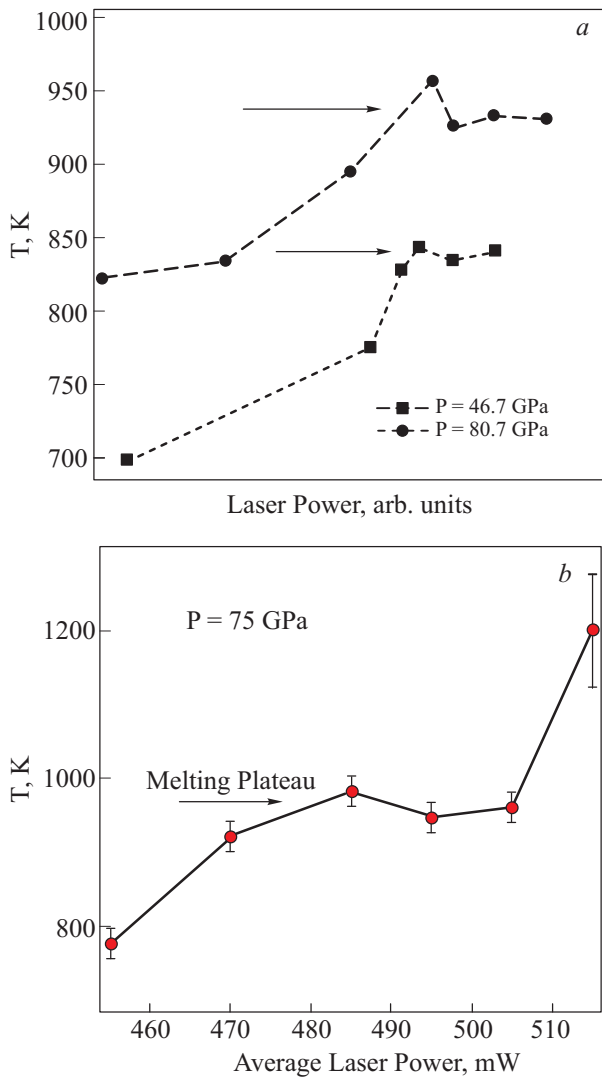 1000
a
950
900
T, K
850
800
750
P = 46.7 GPa
P = 80.7 GPa
700
Laser Power, arb. units
b
1200
P = 75 GPa
T, K
1000
Melting Plateau
800
460 470 480 490 500 510
Average Laser Power, mW